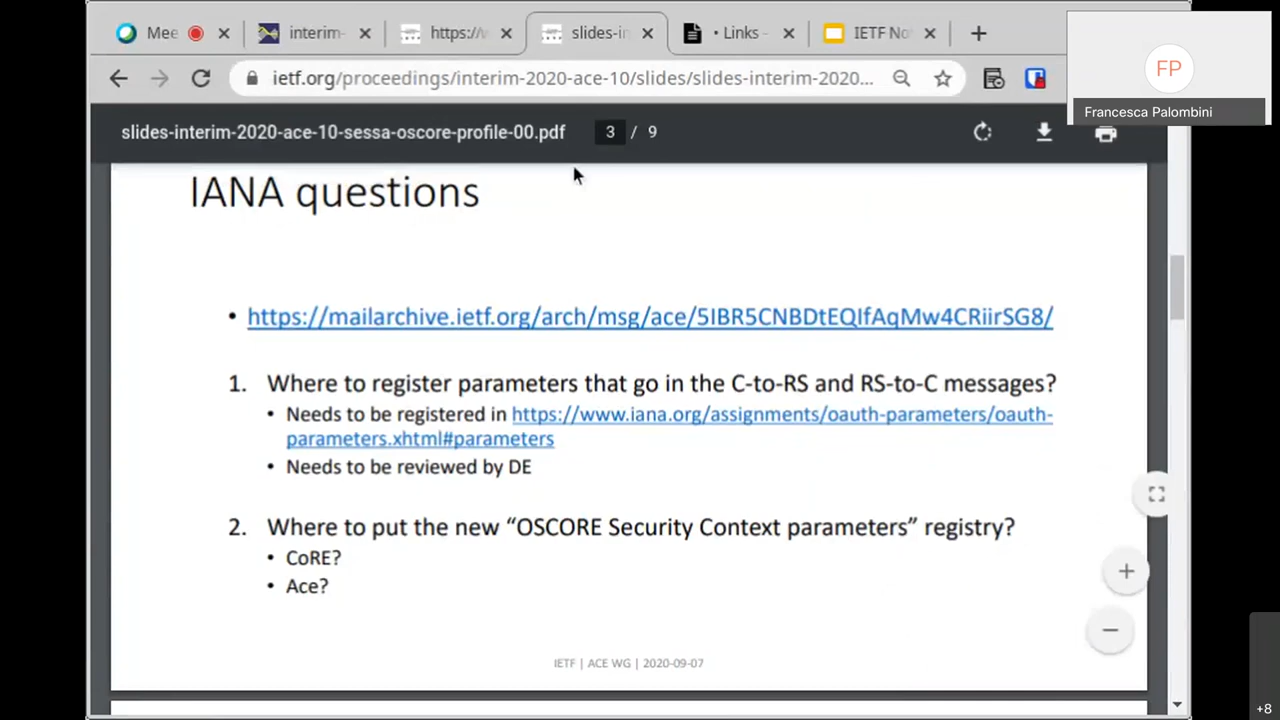 Mee
interim-
https://w
slides-in
• Links -
IETF No
ietf.org/proceedings/interim-2020-ace-10/slides/slides-interim-2020...
FP
Francesca Palombini
slides-interim-2020-ace-10-sessa-oscore-profile-00.pdf 3 / 9
IANA questions
• https://mailarchive.ietf.org/arch/msg/ace/5IBR5CNBDtEQIfAqMw4CRiirSG8/
1. Where to register parameters that go in the C-to-RS and RS-to-C messages?
• Needs to be registered in https://www.iana.org/assignments/oauth-parameters/oauth-
parameters.xhtml#parameters
• Needs to be reviewed by DE
2. Where to put the new “OSCORE Security Context parameters” registry?
• CoRE?
• Ace?
IETF | ACE WG | 2020-09-07
+8